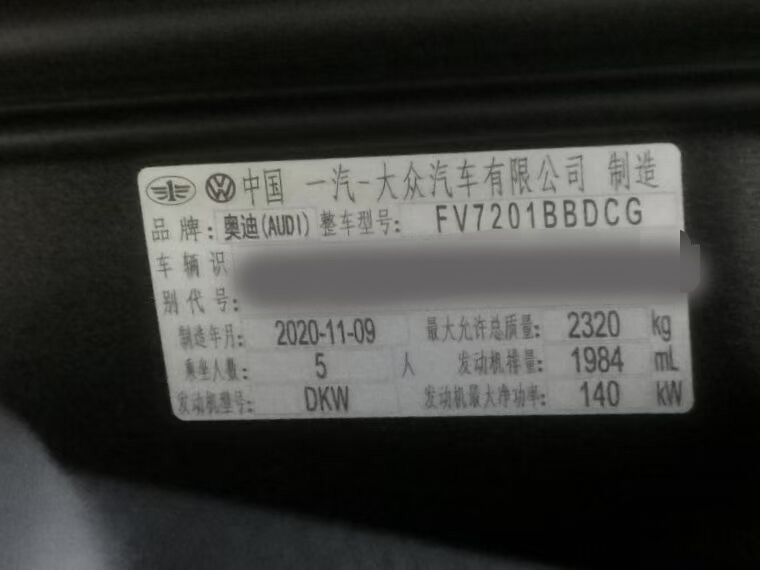 中国 一汽-大众汽车有限公司 制造
品牌: 奥迪(AUDI) 整车型号: FV7201BBDCG
车辆识
别代号:
制造年月: 2020-11-09 最大允许总质量: 2320 kg
乘坐人数: 5 人 发动机排量: 1984 mL
发动机型号: DKW 发动机最大净功率: 140 kW